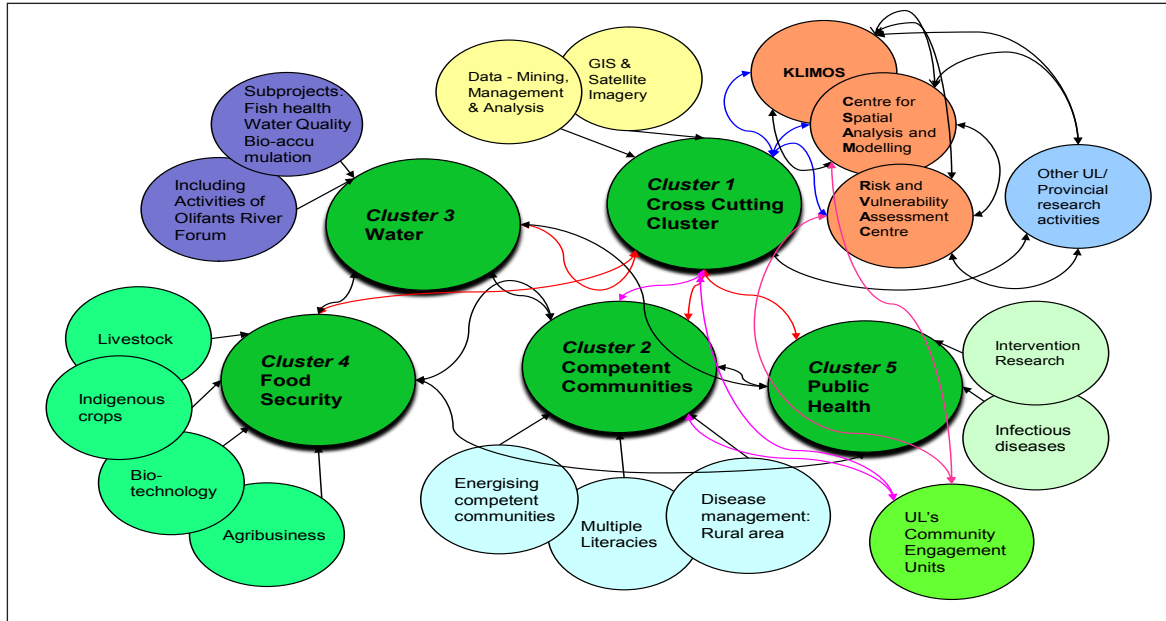 Data - Mining,
Management
& Analysis
GIS &
Satellite
Imagery
KLIMOS
Centre for
Spatial
Analysis and
Modelling
Risk and
Vulnerability
Assessment
Centre
Other UL/
Provincial
research
activities
Subprojects:
Fish health
Water Quality
Bio-accu
mulation
Including
Activities of
Olifants River
Forum
Cluster 3
Water
Cluster 1
Cross Cutting
Cluster
Cluster 4
Food
Security
Cluster 2
Competent
Communities
Cluster 5
Public
Health
Livestock
Indigenous
crops
Bio-
technology
Agribusiness
Energising
competent
communities
Multiple
Literacies
Disease
management:
Rural area
Intervention
Research
Infectious
diseases
UL's
Community
Engagement
Units